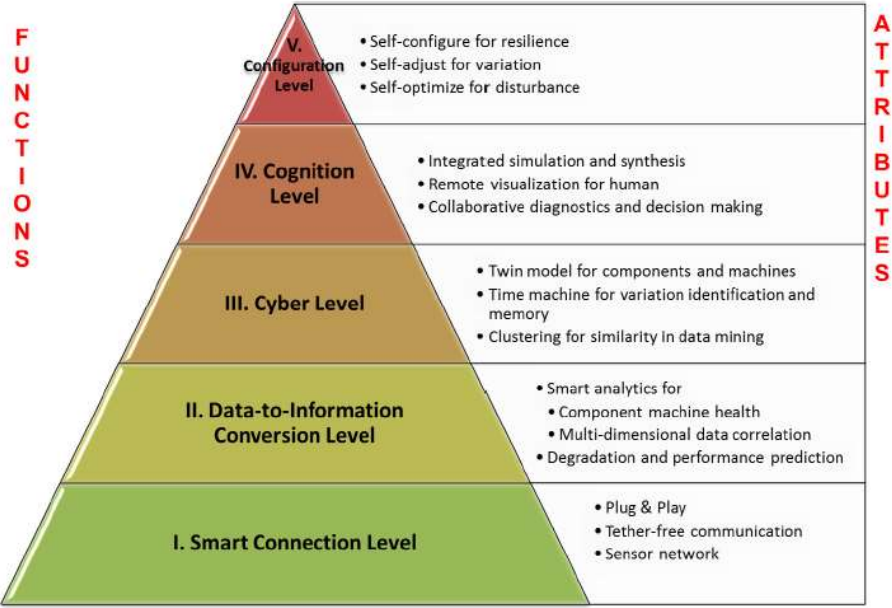 FUNCTIONS
ATTRIBUTES
V.
Configuration
Level
• Self-configure for resilience
• Self-adjust for variation
• Self-optimize for disturbance
IV. Cognition
Level
• Integrated simulation and synthesis
• Remote visualization for human
• Collaborative diagnostics and decision making
III. Cyber Level
• Twin model for components and machines
• Time machine for variation identification and
memory
• Clustering for similarity in data mining
II. Data-to-Information
Conversion Level
• Smart analytics for
• Component machine health
• Multi-dimensional data correlation
• Degradation and performance prediction
I. Smart Connection Level
• Plug & Play
• Tether-free communication
• Sensor network